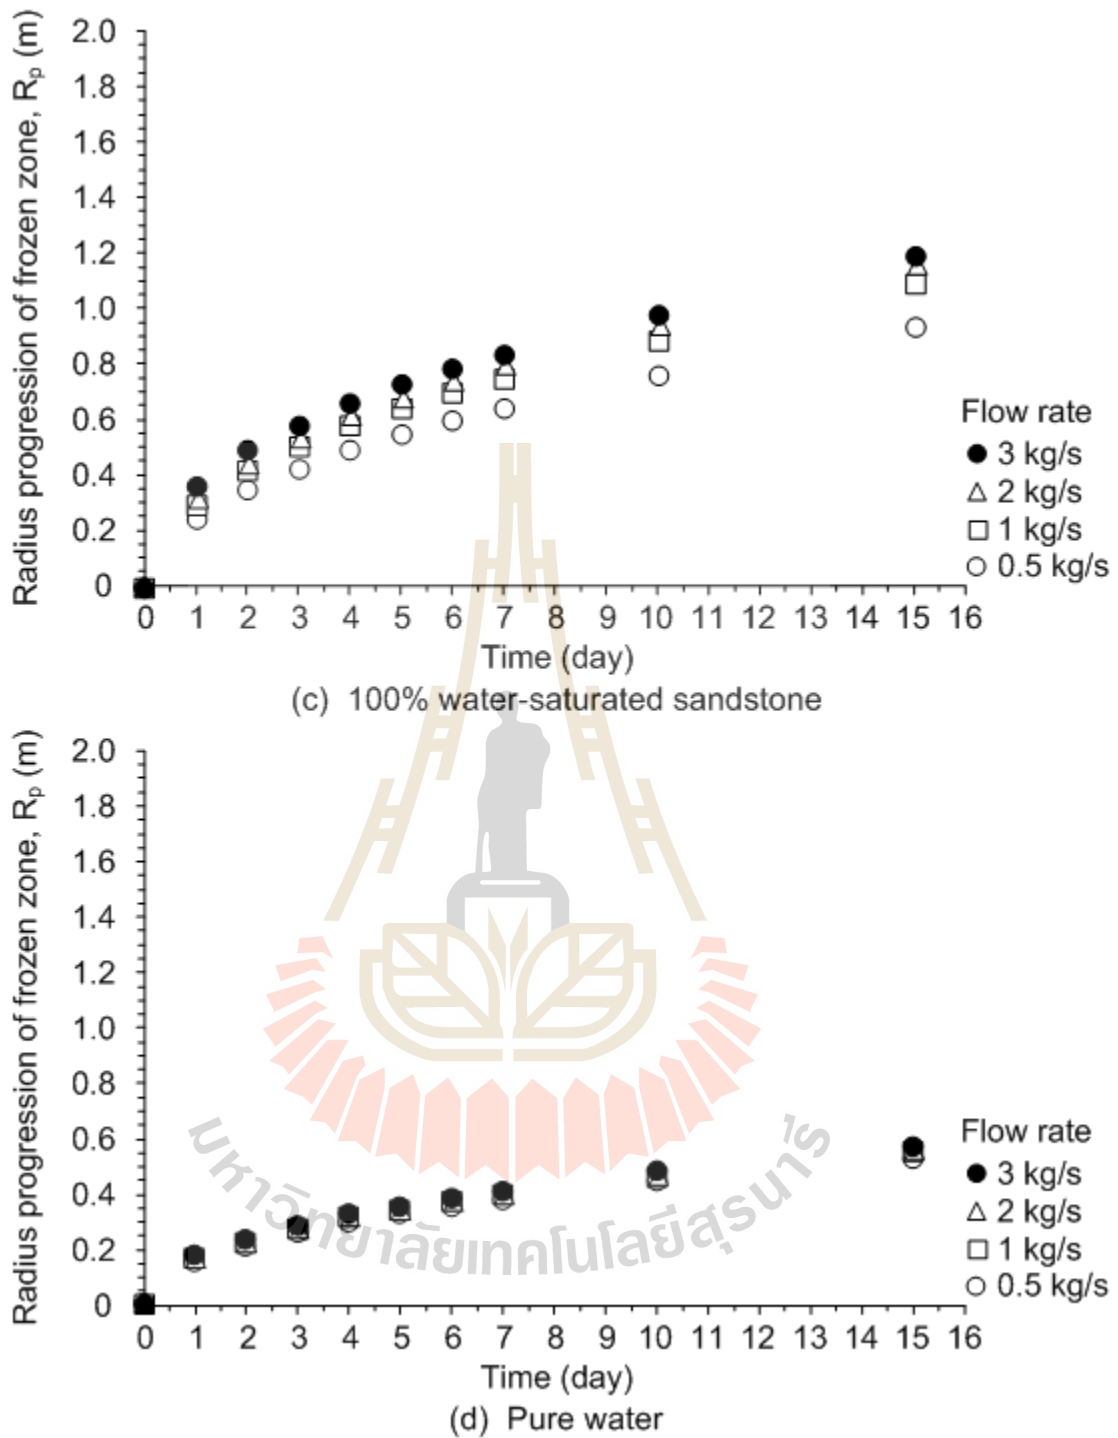 Radius progression of frozen zone, Rₚ (m)
2.0
1.8
1.6
1.4
1.2
1.0
0.8
0.6
0.4
0.2
0
0 1 2 3 4 5 6 7 8 9 10 11 12 13 14 15 16
Time (day)
Flow rate
3 kg/s
2 kg/s
1 kg/s
0.5 kg/s
(c) 100% water-saturated sandstone
Radius progression of frozen zone, Rₚ (m)
2.0
1.8
1.6
1.4
1.2
1.0
0.8
0.6
0.4
0.2
0
0 1 2 3 4 5 6 7 8 9 10 11 12 13 14 15 16
Time (day)
Flow rate
3 kg/s
2 kg/s
1 kg/s
0.5 kg/s
(d) Pure water
มหาวิทยาลัยเทคโนโลยีสุรนารี